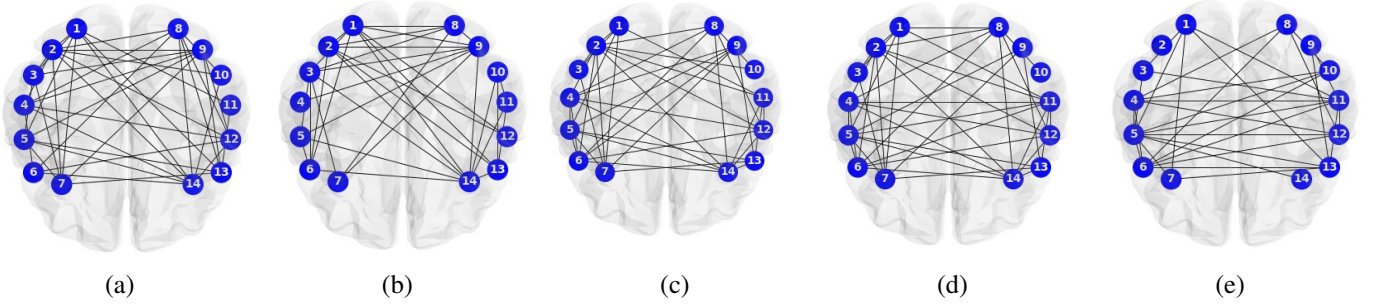 1 8 1 8 1 8 1 8 1 8
2 9 2 9 2 9 2 9 2 9
3 10 3 10 3 10 3 10 3 10
4 11 4 11 4 11 4 11 4 11
5 12 5 12 5 12 5 12 5 12
6 13 6 13 6 13 6 13 6 13
7 14 7 14 7 14 7 14 7 14
(a) (b) (c) (d) (e)